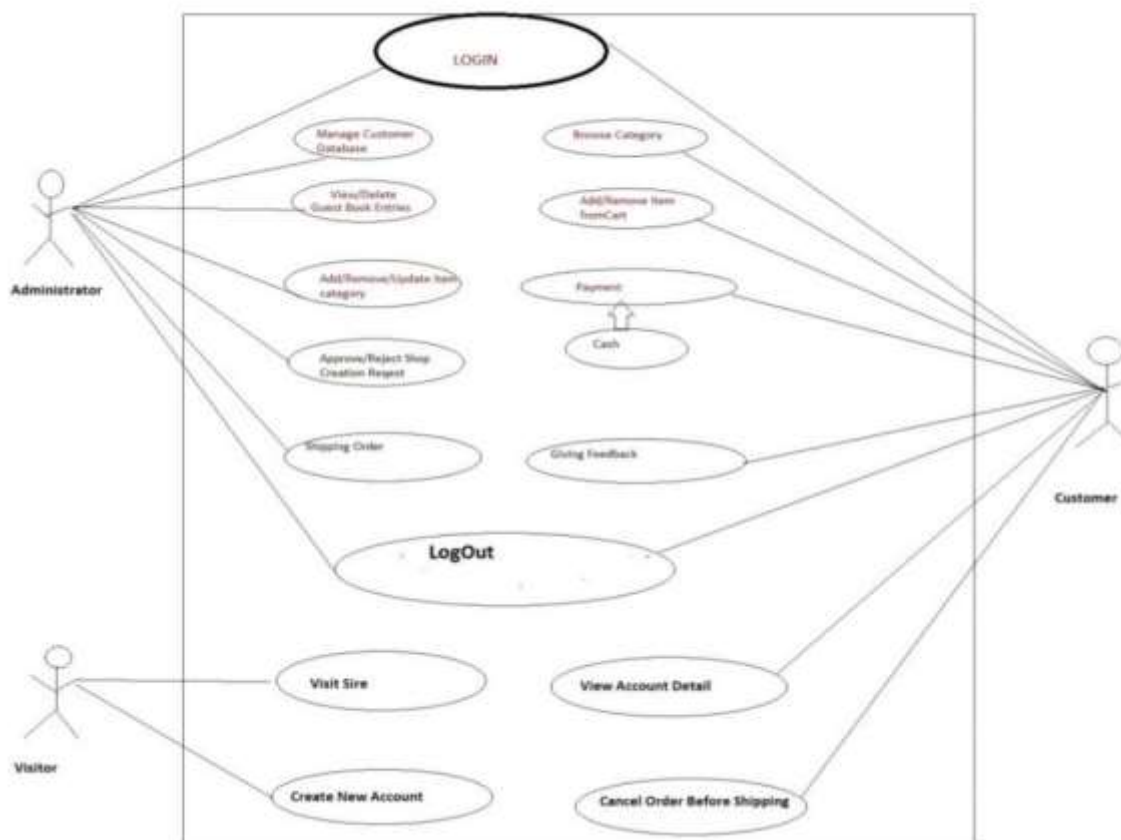 LOGIN
Manage Customer
Database
Browse Category
View/Delete
Guest Book Entries
Add/Remove Item
fromCart
Administrator
Add/Remove/Update Item
category
Payment
Cash
Approve/Reject Shop
Creation Reqest
Shipping Order
Giving Feedback
Customer
LogOut
Visit Sire
View Account Detail
Visitor
Create New Account
Cancel Order Before Shipping